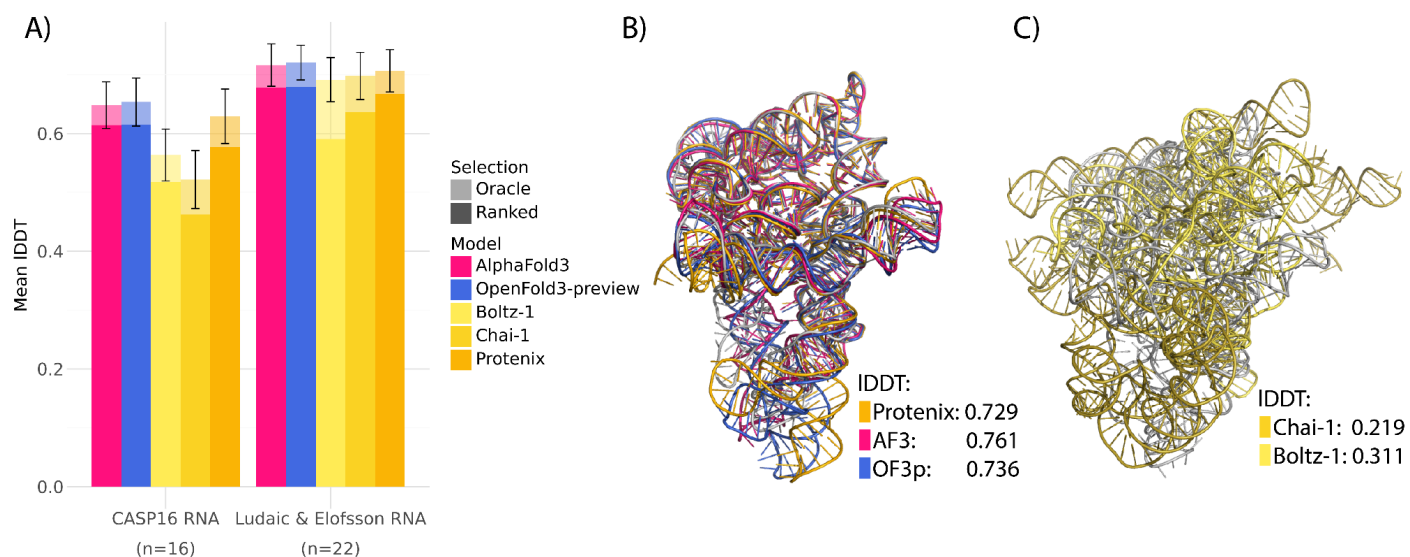 A)
Mean lDDT
0.6
0.4
0.2
0.0
CASP16 RNA
(n=16)
Ludaic & Elofsson RNA
(n=22)
Selection
Oracle
Ranked
Model
AlphaFold3
OpenFold3-preview
Boltz-1
Chai-1
Protenix
B)
lDDT:
Protenix: 0.729
AF3: 0.761
OF3p: 0.736
C)
lDDT:
Chai-1: 0.219
Boltz-1: 0.311